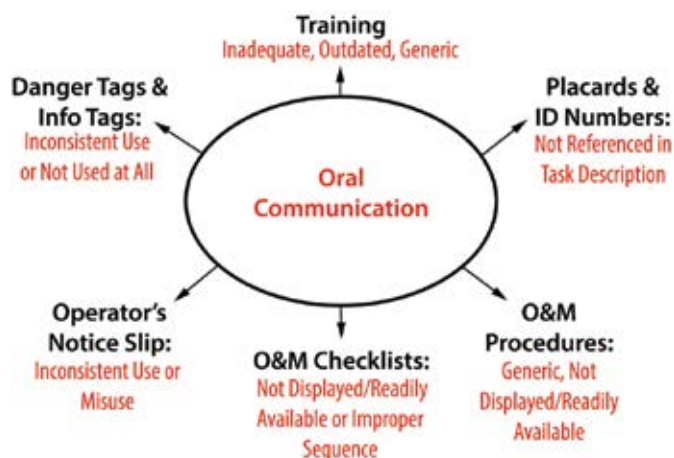 Training
Inadequate, Outdated, Generic
Danger Tags &
Info Tags:
Inconsistent Use
or Not Used at All
Placards &
ID Numbers:
Not Referenced in
Task Description
Oral
Communication
Operator's
Notice Slip:
Inconsistent Use or
Misuse
O&M Checklists:
Not Displayed/Readily
Available or Improper
Sequence
O&M
Procedures:
Generic, Not
Displayed/Readily
Available